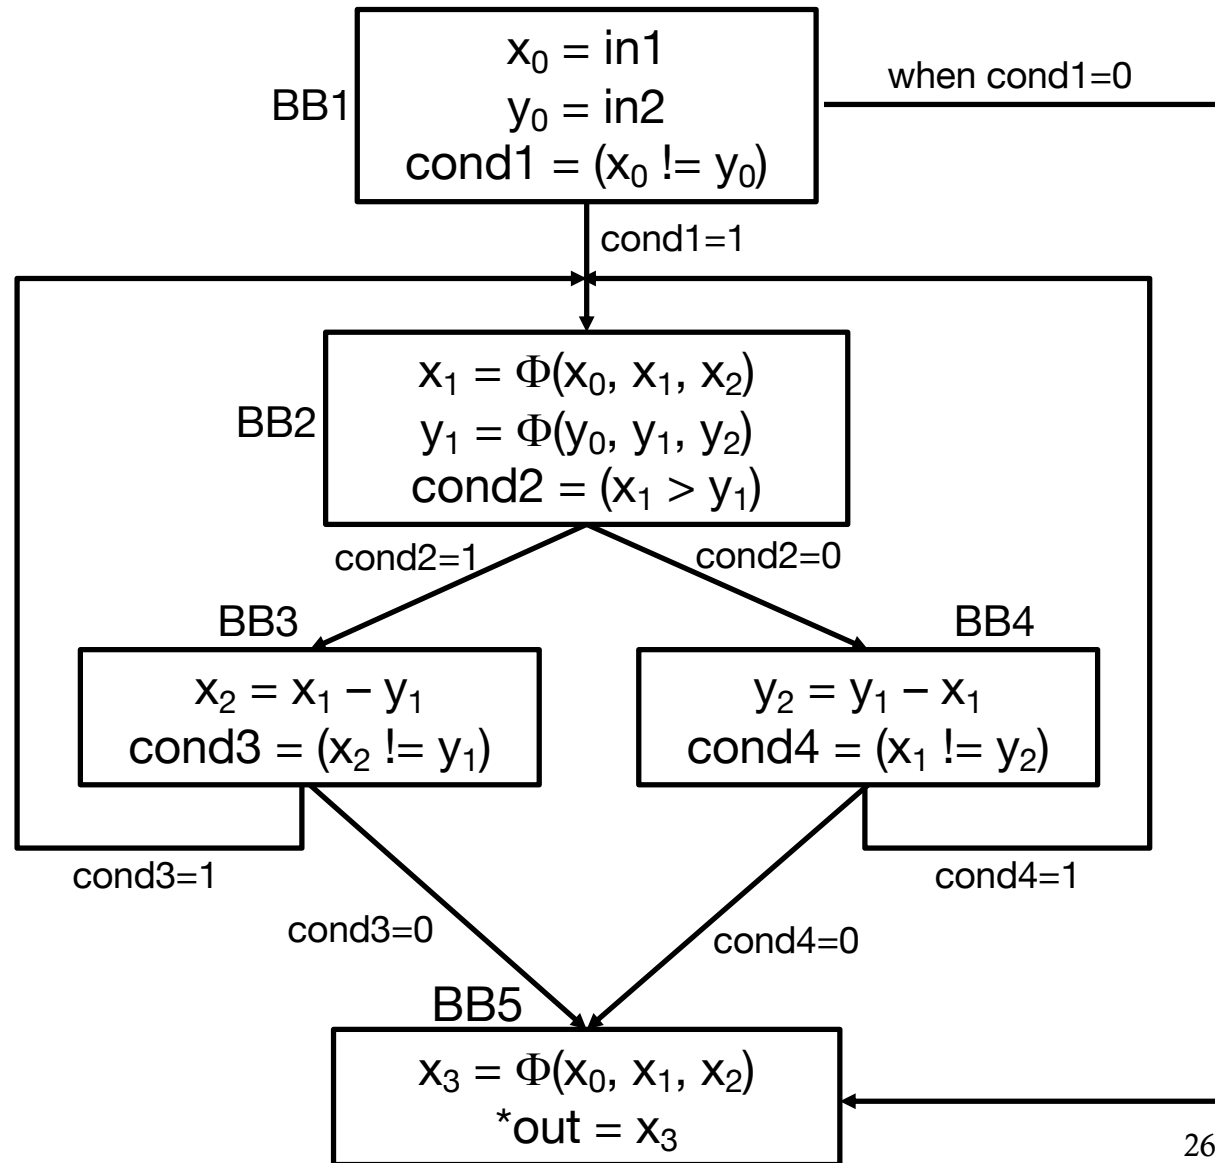 x₀ = in1
when cond1=0
BB1
y₀ = in2
cond1 = (x₀ != y₀)
cond1=1
x₁ = Φ(x₀, x₁, x₂)
BB2
y₁ = Φ(y₀, y₁, y₂)
cond2 = (x₁ > y₁)
cond2=1
cond2=0
BB3
BB4
x₂ = x₁ – y₁
cond3 = (x₂ != y₁)
y₂ = y₁ – x₁
cond4 = (x₁ != y₂)
cond3=1
cond4=1
cond3=0
cond4=0
BB5
x₃ = Φ(x₀, x₁, x₂)
*out = x₃
26